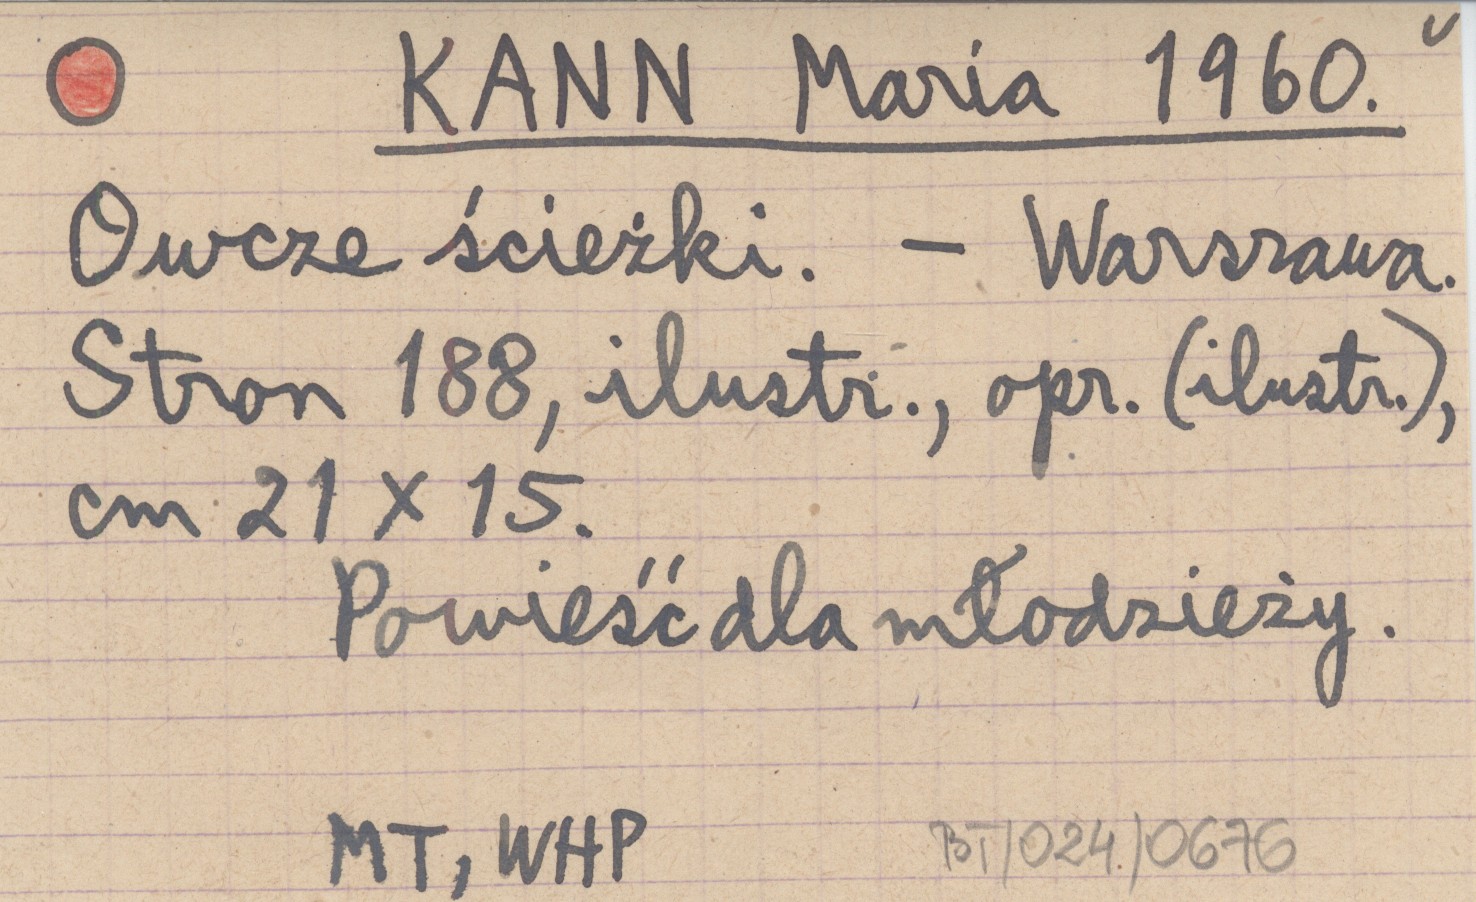 KANN Maria 1960.
Owcze ścieżki. – Warszawa.
Stron 188, ilustr., opr. (ilustr.),
cm 21 x 15.
Powieść dla młodzieży.
MT, WHP BT/024/0676